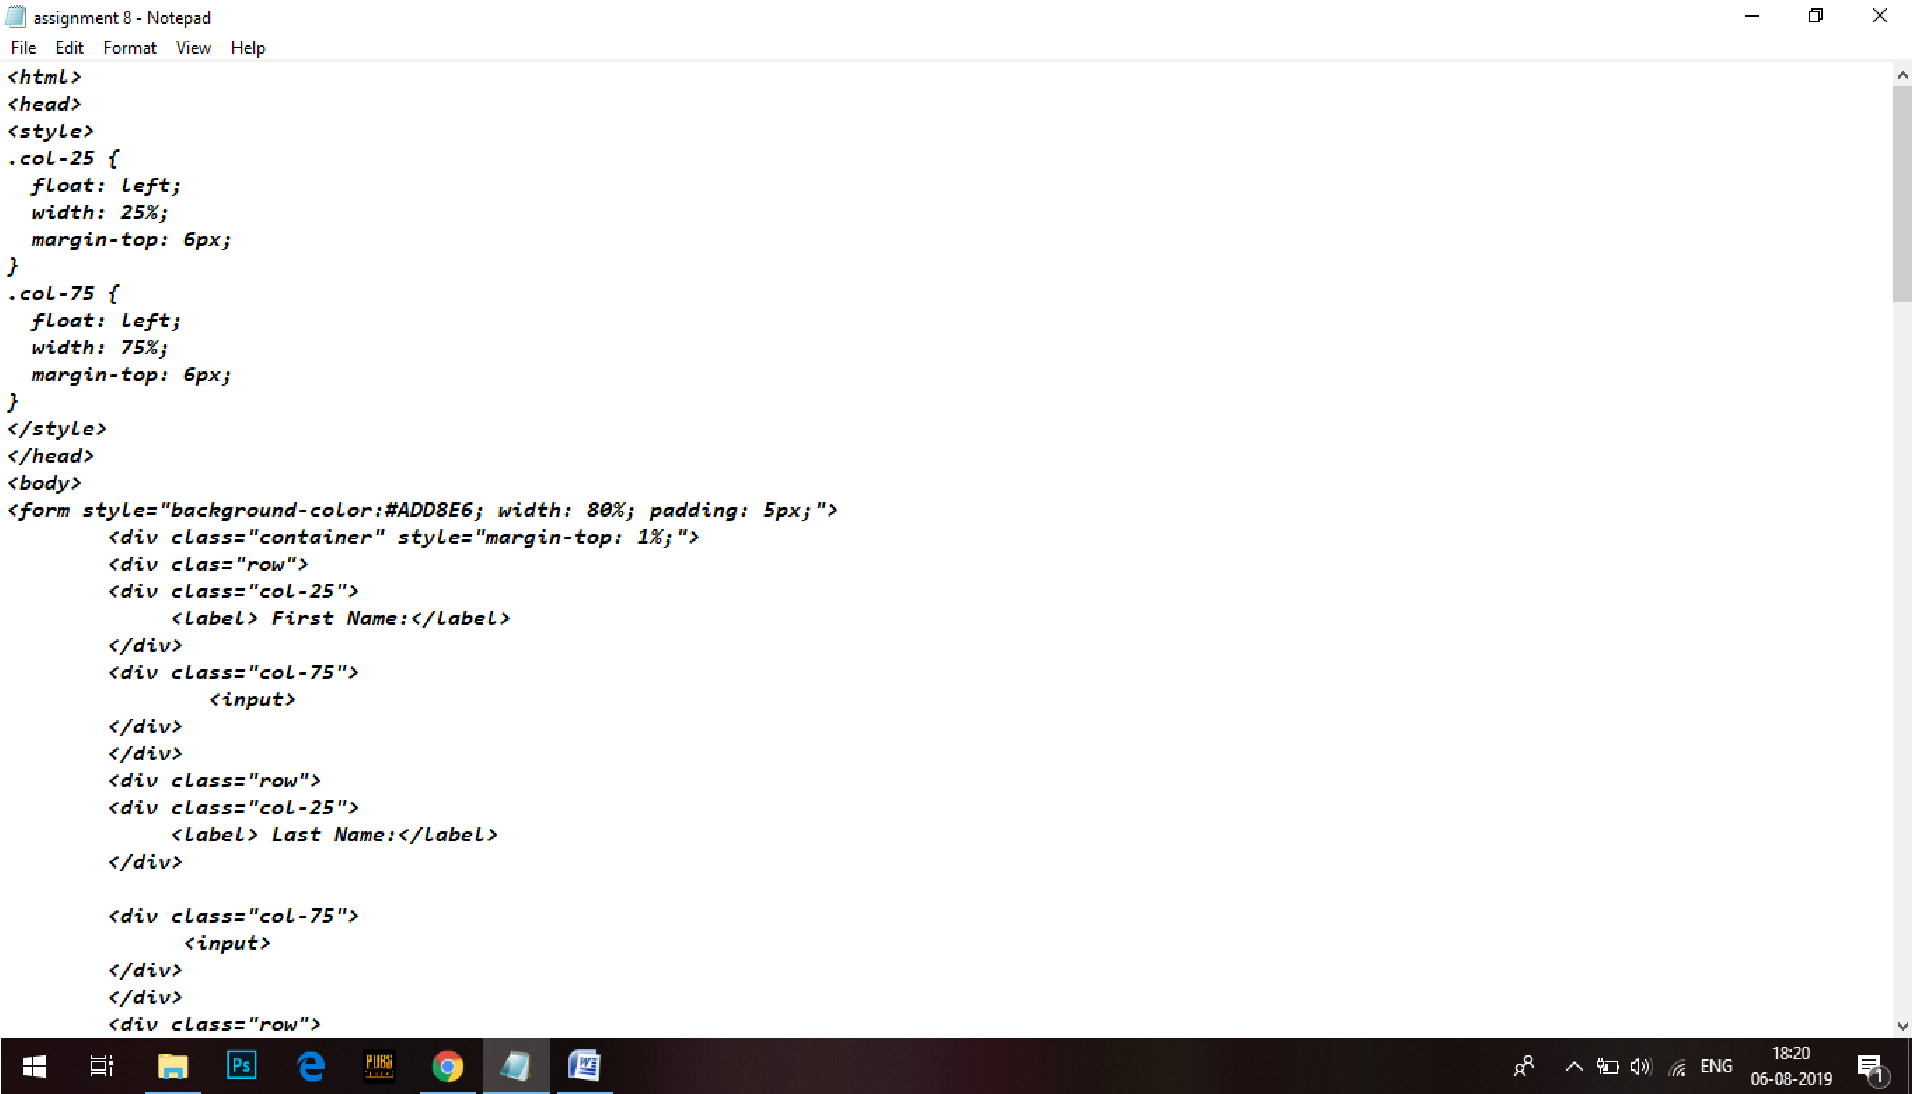 assignment 8 - Notepad
File Edit Format View Help
<html>
<head>
<style>
.col-25 {
  float: left;
  width: 25%;
  margin-top: 6px;
}
.col-75 {
  float: left;
  width: 75%;
  margin-top: 6px;
}
</style>
</head>
<body>
<form style="background-color:#ADD8E6; width: 80%; padding: 5px;">
        <div class="container" style="margin-top: 1%;">
        <div clas="row">
        <div class="col-25">
             <label> First Name:</label>
        </div>
        <div class="col-75">
                <input>
        </div>
        </div>
        <div class="row">
        <div class="col-25">
             <label> Last Name:</label>
        </div>

        <div class="col-75">
              <input>
        </div>
        </div>
        <div class="row">
Ps PUBG W ENG 18:20
06-08-2019 1